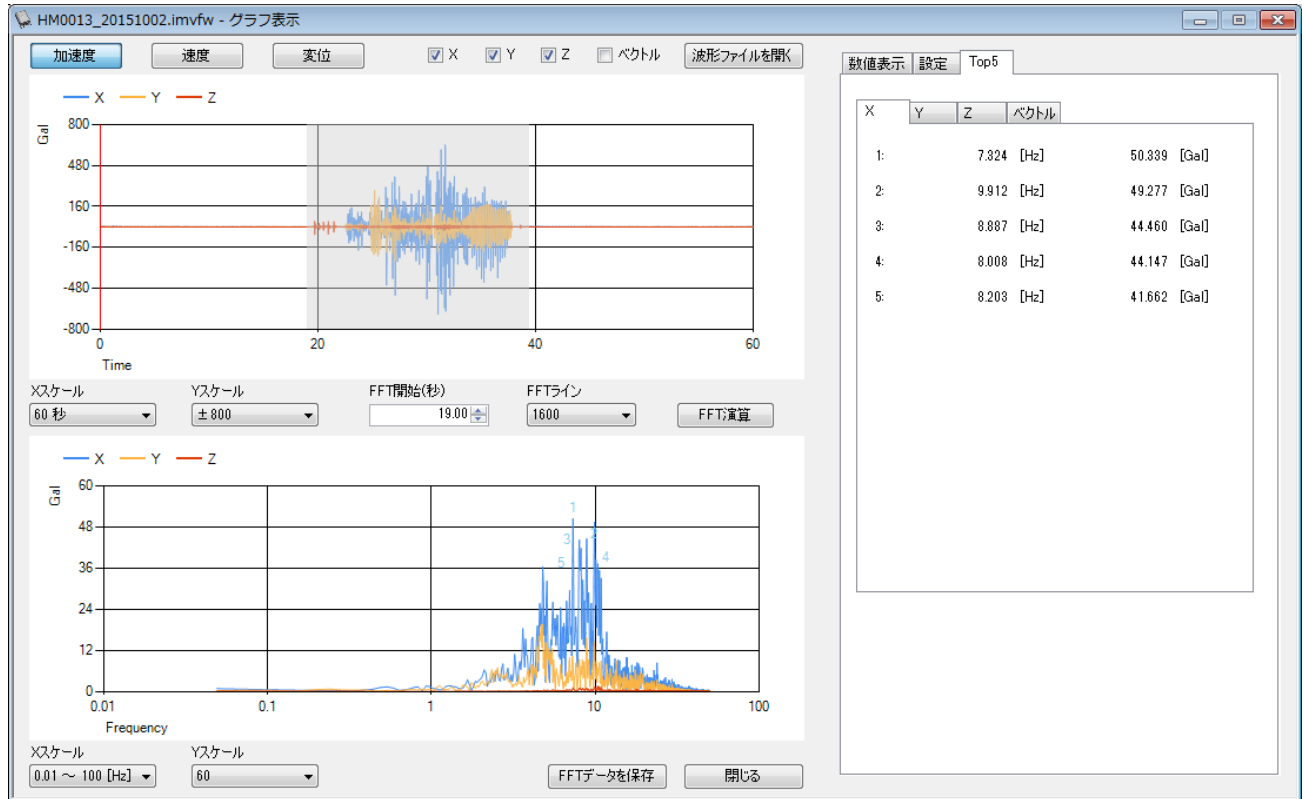 HM0013_20151002.imvfw - グラフ表示
加速度 速度 変位 X Y Z ベクトル 波形ファイルを開く
X Y Z
Gal
800
480
160
-160
-480
-800
0 20 40 60
Time
Xスケール Yスケール FFT開始(秒) FFTライン
60 秒 ±800 19.00 1600 FFT演算
X Y Z
Gal
60
48
36
24
12
0
1
2
3
4
5
0.01 0.1 1 10 100
Frequency
Xスケール Yスケール
0.01 ～ 100 [Hz] 60 FFTデータを保存 閉じる
数値表示 設定 Top5
X Y Z ベクトル
1: 7.324 [Hz] 50.339 [Gal]
2: 9.912 [Hz] 49.277 [Gal]
3: 8.887 [Hz] 44.460 [Gal]
4: 8.008 [Hz] 44.147 [Gal]
5: 8.203 [Hz] 41.662 [Gal]